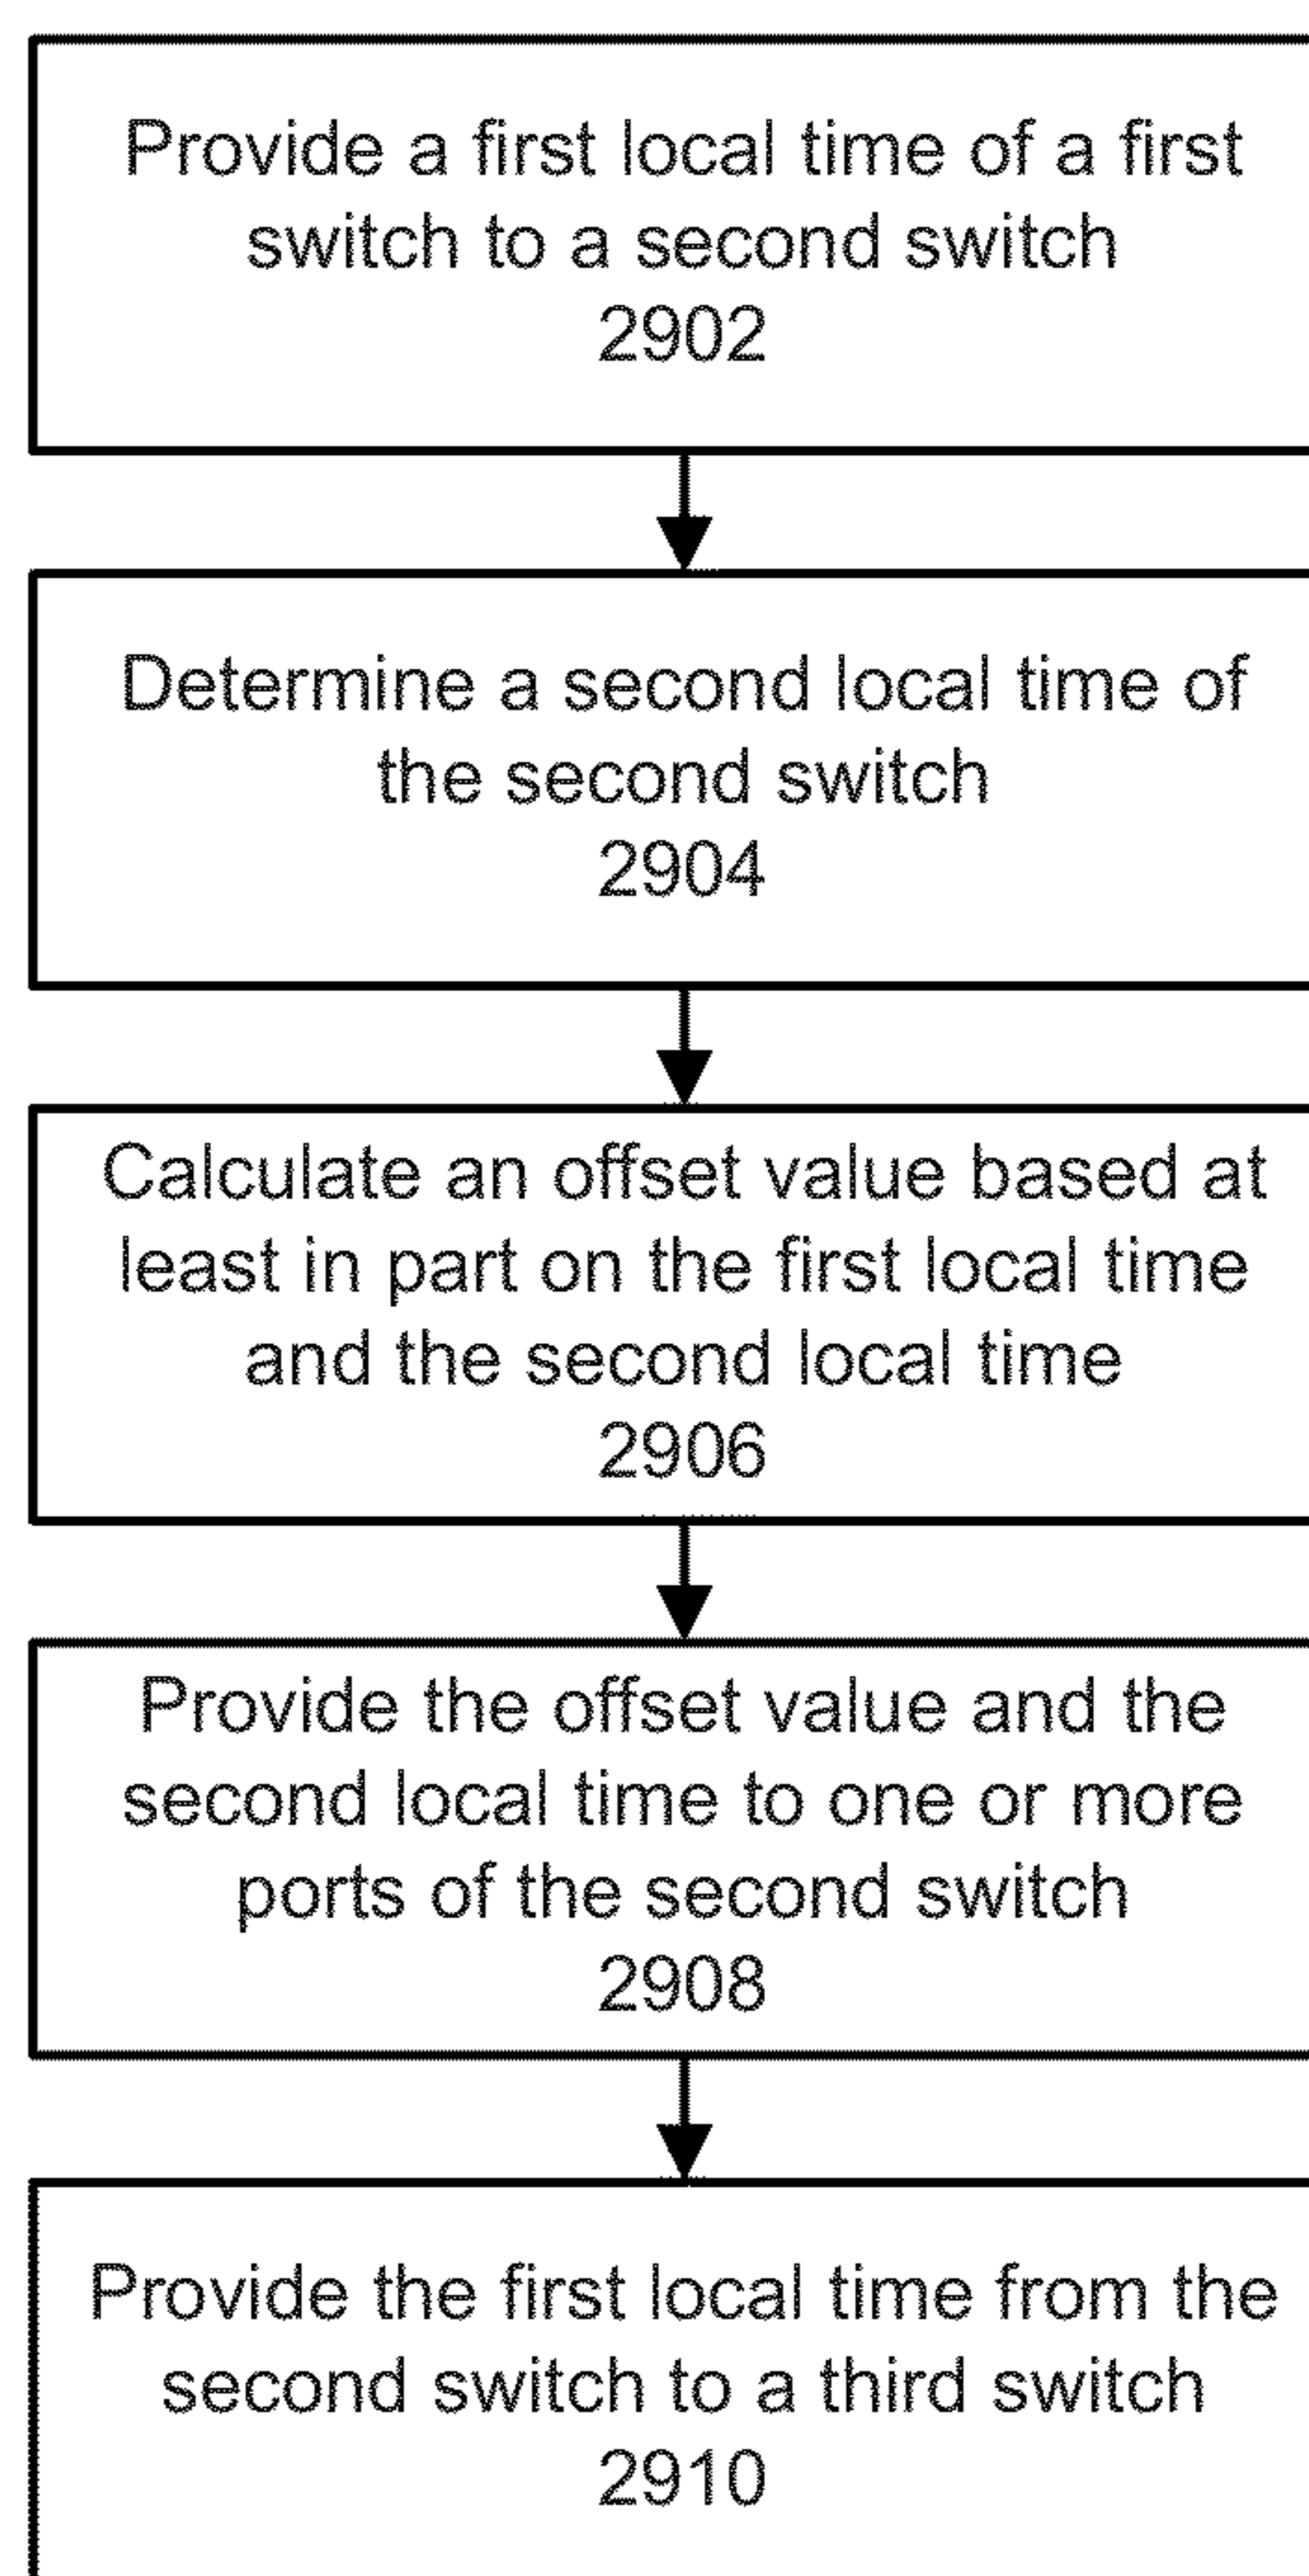 Provide a first local time of a first
switch to a second switch
2902
Determine a second local time of
the second switch
2904
Calculate an offset value based at
least in part on the first local time
and the second local time
2906
Provide the offset value and the
second local time to one or more
ports of the second switch
2908
Provide the first local time from the
second switch to a third switch
2910